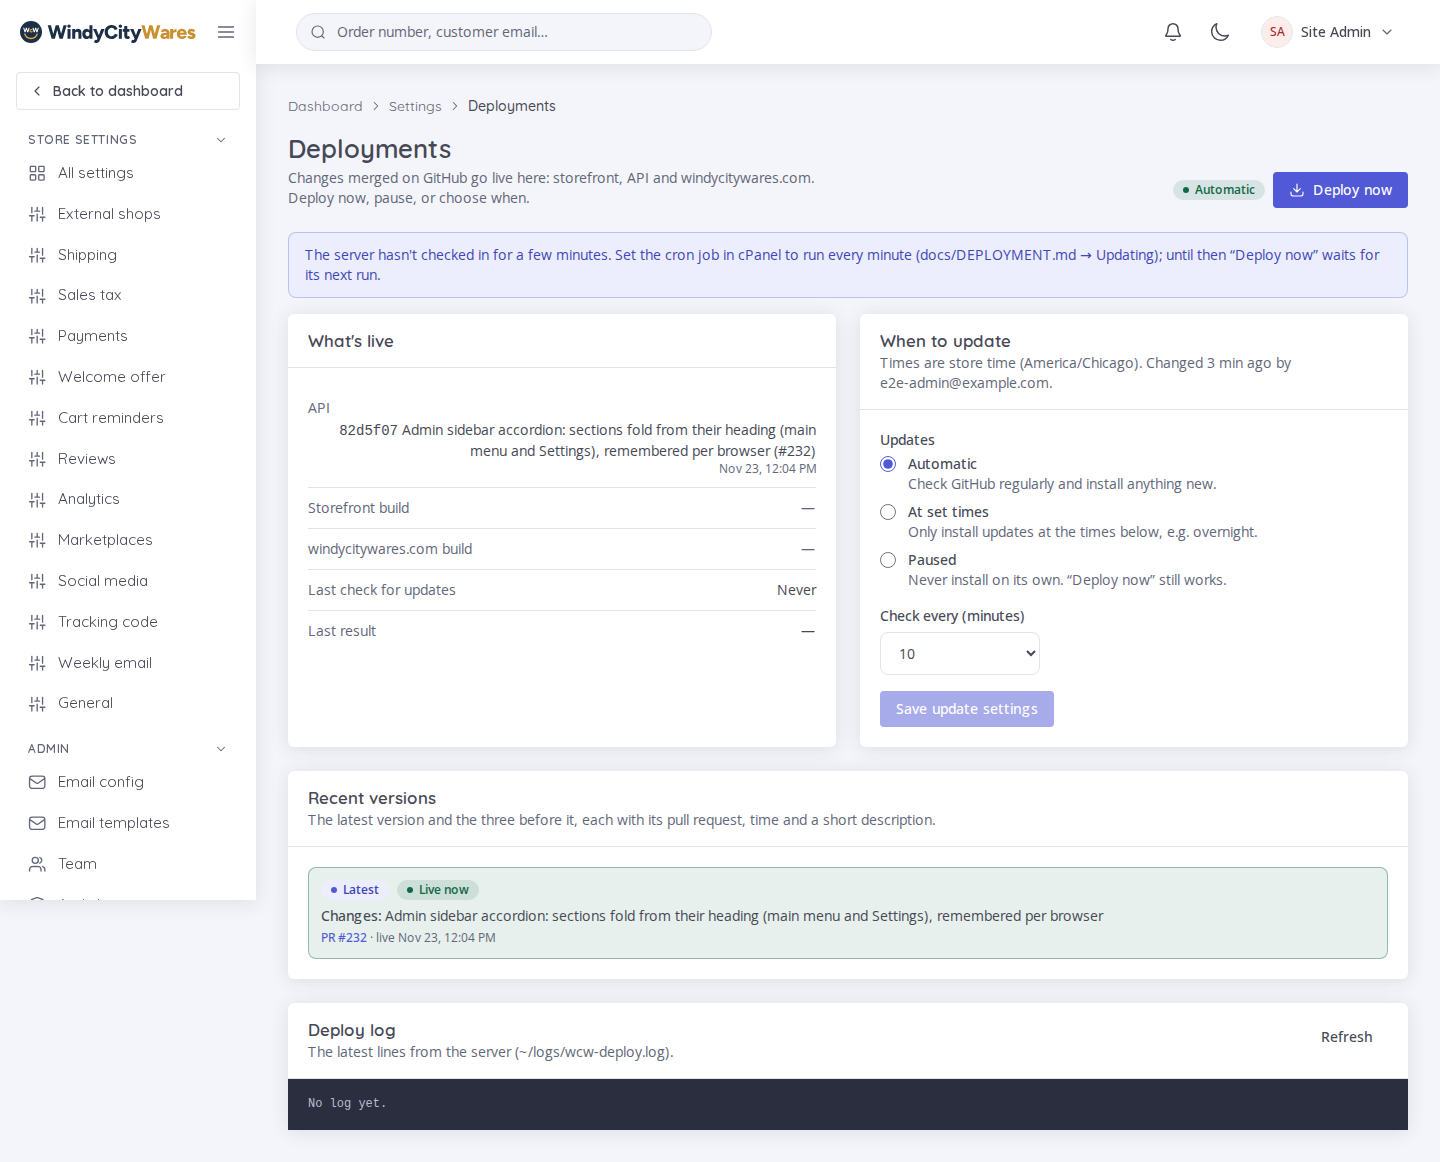 WCW WindyCityWares
Order number, customer email...
SA Site Admin
Back to dashboard
STORE SETTINGS
All settings
External shops
Shipping
Sales tax
Payments
Welcome offer
Cart reminders
Reviews
Analytics
Marketplaces
Social media
Tracking code
Weekly email
General
ADMIN
Email config
Email templates
Team
Dashboard > Settings > Deployments
Deployments
Changes merged on GitHub go live here: storefront, API and windycitywares.com.
Deploy now, pause, or choose when.
Automatic
Deploy now
The server hasn't checked in for a few minutes. Set the cron job in cPanel to run every minute (docs/DEPLOYMENT.md → Updating); until then “Deploy now” waits for
its next run.
What's live
API
82d5f07 Admin sidebar accordion: sections fold from their heading (main
menu and Settings), remembered per browser (#232)
Nov 23, 12:04 PM
Storefront build —
windycitywares.com build —
Last check for updates Never
Last result —
When to update
Times are store time (America/Chicago). Changed 3 min ago by
e2e-admin@example.com.
Updates
Automatic
Check GitHub regularly and install anything new.
At set times
Only install updates at the times below, e.g. overnight.
Paused
Never install on its own. “Deploy now” still works.
Check every (minutes)
10
Save update settings
Recent versions
The latest version and the three before it, each with its pull request, time and a short description.
Latest Live now
Changes: Admin sidebar accordion: sections fold from their heading (main menu and Settings), remembered per browser
PR #232 · live Nov 23, 12:04 PM
Deploy log
The latest lines from the server (~/logs/wcw-deploy.log).
Refresh
No log yet.